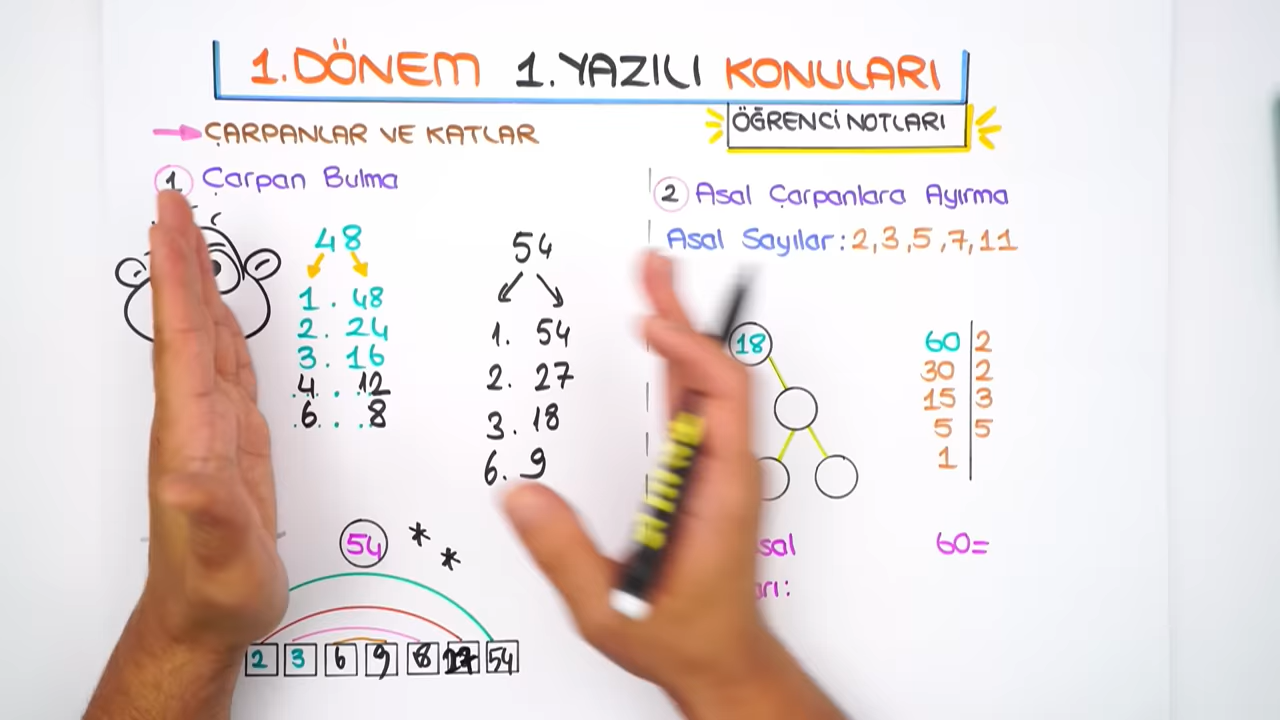 1.DÖNEM 1.YAZILI KONULARI
ÖĞRENCİ NOTLARI
ÇARPANLAR VE KATLAR
1 Çarpan Bulma
48
1 . 48
2 . 24
3 . 16
4 . 12
6 . 8
54
1. 54
2. 27
3. 18
6. 9
54 * *
2 3 6 9 54
2 Asal Çarpanlara Ayırma
Asal Sayılar: 2,3,5,7,11
18
60 2
30 2
15 3
5 5
1
60=